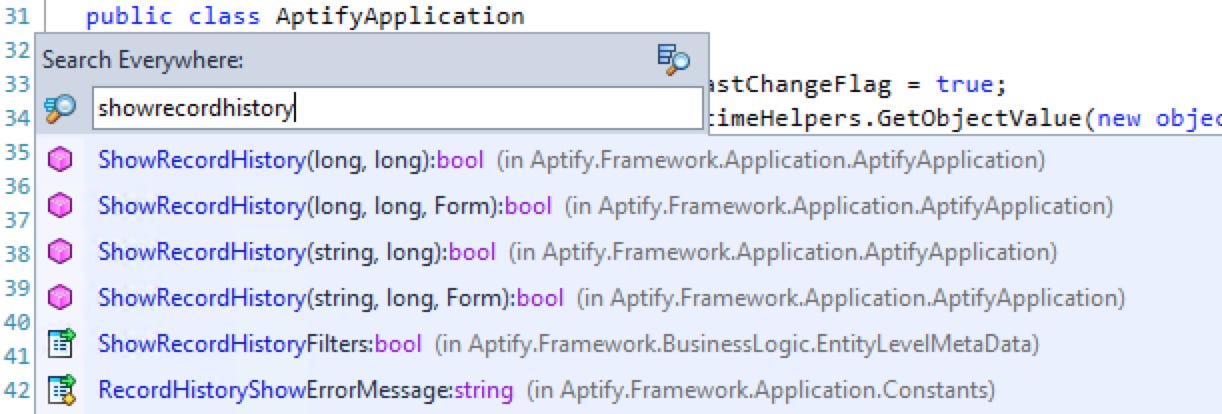 31 public class AptifyApplication
32 Search Everywhere:
33 astChangeFlag = true;
showrecordhistory
34 timeHelpers.GetObjectValue(new objec
35 ShowRecordHistory(long, long):bool (in Aptify.Framework.Application.AptifyApplication)
36
37 ShowRecordHistory(long, long, Form):bool (in Aptify.Framework.Application.AptifyApplication)
38 ShowRecordHistory(string, long):bool (in Aptify.Framework.Application.AptifyApplication)
39 ShowRecordHistory(string, long, Form):bool (in Aptify.Framework.Application.AptifyApplication)
40
41 ShowRecordHistoryFilters:bool (in Aptify.Framework.BusinessLogic.EntityLevelMetaData)
42 RecordHistoryShowErrorMessage:string (in Aptify.Framework.Application.Constants)